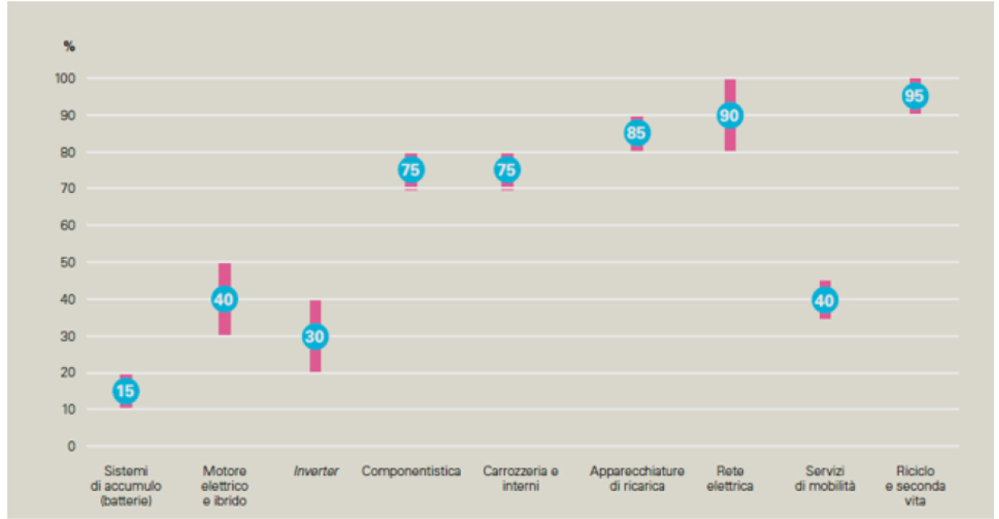 %
100
90
80
70
60
50
40
30
20
10
0
15
40
30
75
75
85
90
40
95
Sistemi
di accumulo
(batterie)
Motore
elettrico
e ibrido
Inverter
Componentistica
Carrozzeria e
interni
Apparecchiature
di ricarica
Rete
elettrica
Servizi
di mobilità
Riciclo
e seconda
vita